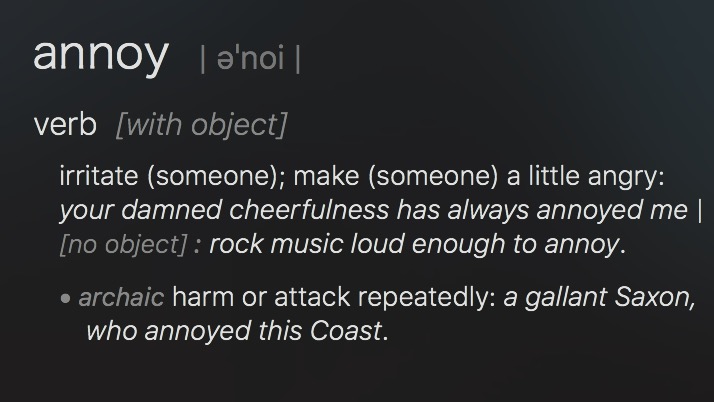 annoy | ə'noi |
verb [with object]
irritate (someone); make (someone) a little angry:
your damned cheerfulness has always annoyed me |
[no object] : rock music loud enough to annoy.
• archaic harm or attack repeatedly: a gallant Saxon,
who annoyed this Coast.